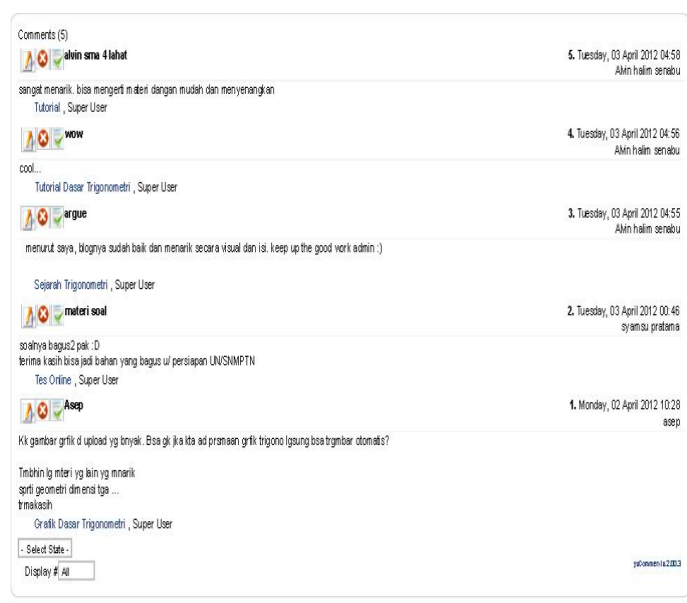 Comments (5)
alvin sma 4 lahat
5. Tuesday, 03 April 2012 04:58
Alvin halim senabu
sangat menarik. bisa mengerti materi dangan mudah dan menyenangkan
Tutorial , Super User
wow
4. Tuesday, 03 April 2012 04:56
Alvin halim senabu
cool...
Tutorial Dasar Trigonometri , Super User
argue
3. Tuesday, 03 April 2012 04:55
Alvin halim senabu
menurut saya, blognya sudah baik dan menarik secara visual dan isi. keep up the good work admin :)
Sejarah Trigonometri , Super User
materi soal
2. Tuesday, 03 April 2012 00:46
syamsu pratama
soalnya bagus2 pak :D
terima kasih bisa jadi bahan yang bagus u/ persiapan UN/SNMPTN
Tes Online , Super User
Asep
1. Monday, 02 April 2012 10:28
asep
Kk gambar grfik d upload yg bnyak. Bsa gk jka kta ad prsmaan grfik trigono lgsung bsa trgmbar otomatis?
Tmbhin lg mteri yg lain yg mnarik
sprti geometri dimensi tga ...
trmakasih
Grafik Dasar Trigonometri , Super User
- Select State -
Display # All
yvComment v.2.00.3